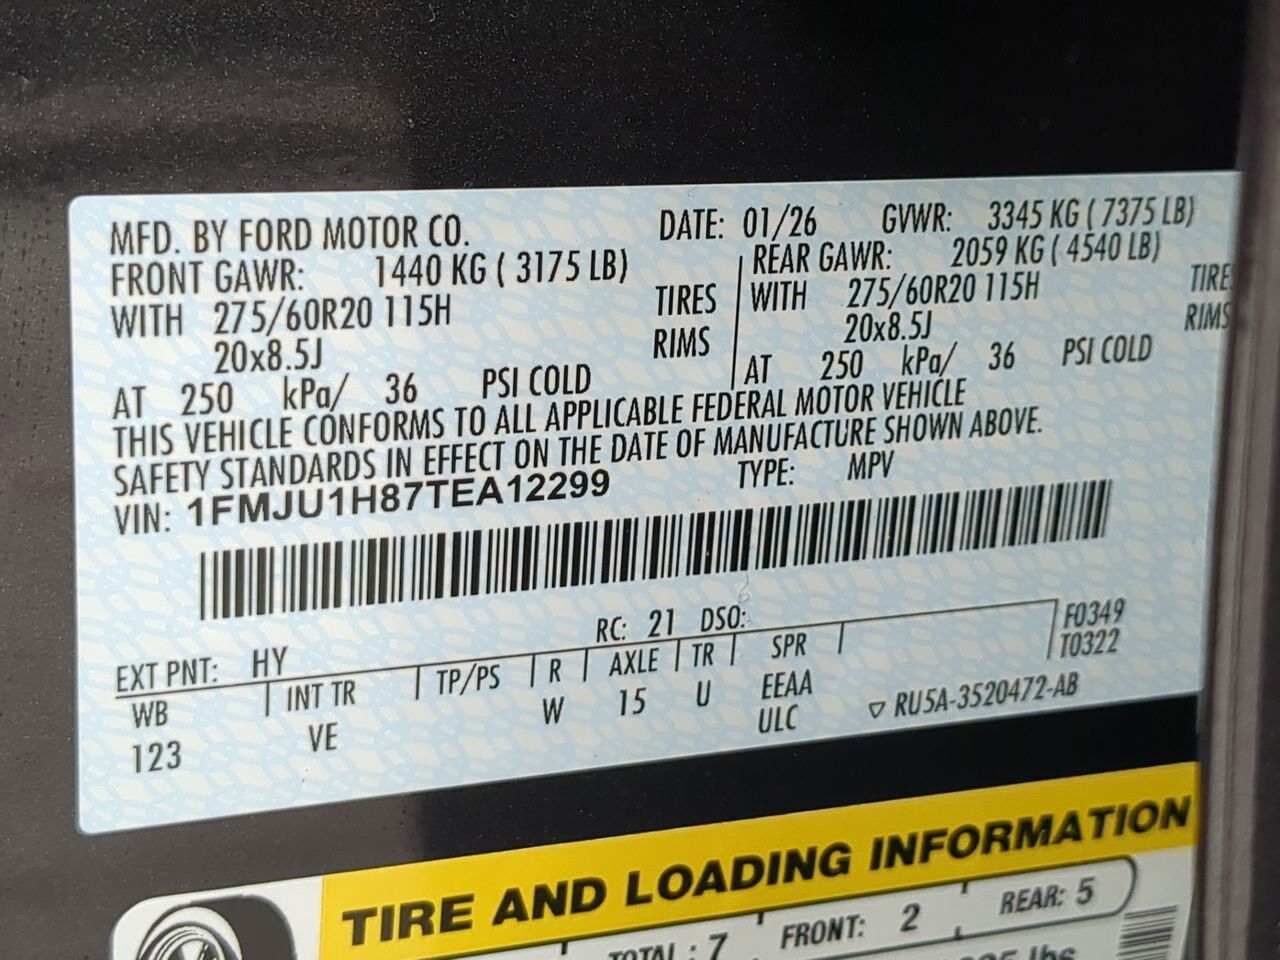 MFD. BY FORD MOTOR CO. DATE: 01/26 GVWR: 3345 KG ( 7375 LB)
FRONT GAWR: 1440 KG ( 3175 LB) REAR GAWR: 2059 KG ( 4540 LB)
WITH 275/60R20 115H TIRES WITH 275/60R20 115H TIRE
20x8.5J RIMS 20x8.5J RIMS
AT 250 kPa/ 36 PSI COLD AT 250 kPa/ 36 PSI COLD
THIS VEHICLE CONFORMS TO ALL APPLICABLE FEDERAL MOTOR VEHICLE
SAFETY STANDARDS IN EFFECT ON THE DATE OF MANUFACTURE SHOWN ABOVE.
VIN: 1FMJU1H87TEA12299 TYPE: MPV
EXT PNT: HY RC: 21 DSO: F0349
WB INT TR TP/PS R AXLE TR SPR T0322
123 VE W 15 U EEAA
ULC ▽ RU5A-3520472-AB
TIRE AND LOADING INFORMATION
TOTAL : 7 FRONT: 2 REAR: 5
lbs